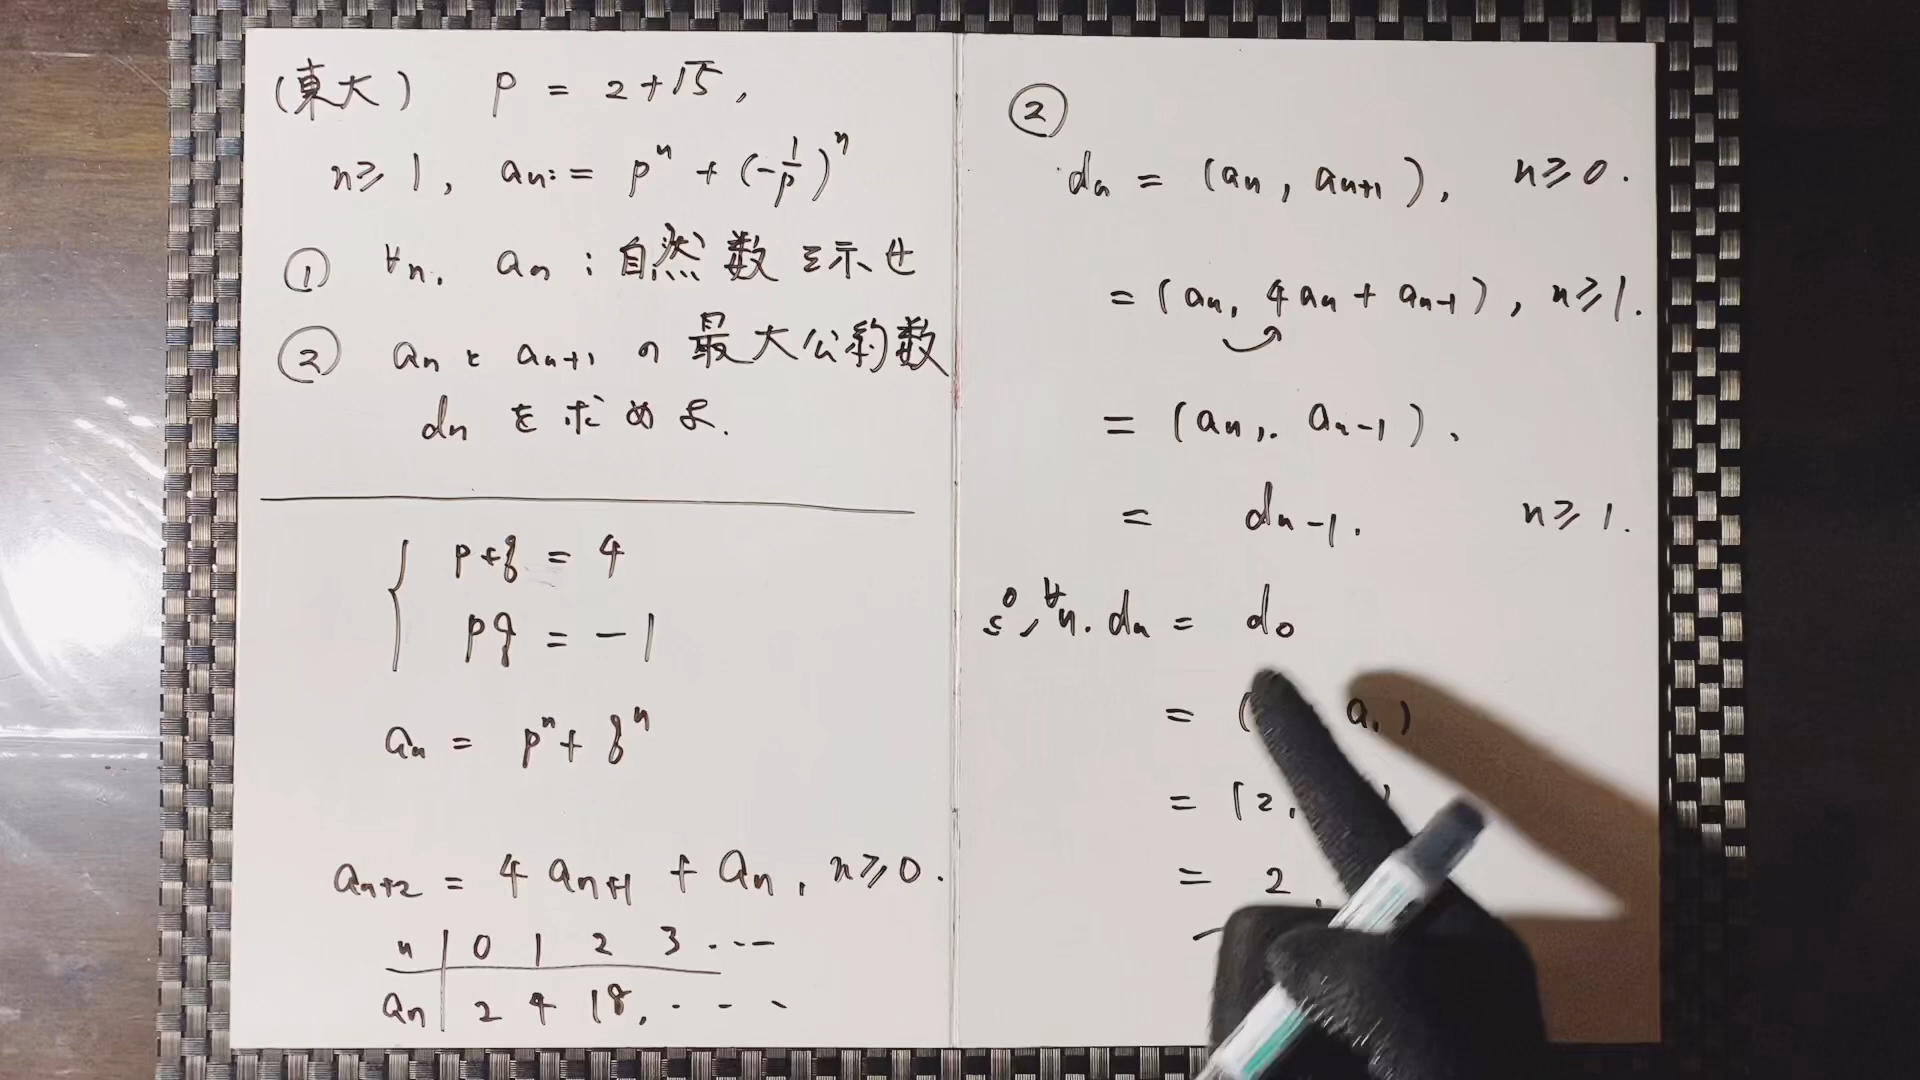 (東大) p = 2+√5,
n≥1, an := p^n + (-1/p)^n
① ∀n. an : 自然数を示せ
② an と an+1 の最大公約数
dn を求めよ.
p+q = 4
pq = -1
an = p^n + q^n
an+2 = 4an+1 + an, n≥0.
n | 0 1 2 3 ...
an | 2 4 18, ...
②
dn = (an, an+1), n≥0.
= (an, 4an + an-1), n≥1.
= (an, an-1).
= dn-1. n≥1.
so, ∀n. dn = d0
= ( a1)
= (2, )
= 2